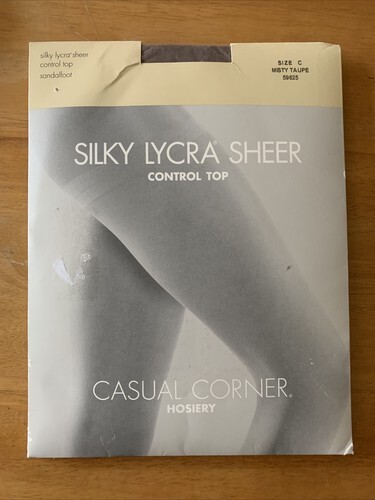 silky lycra® sheer
control top
sandalfoot
SIZE C
MISTY TAUPE
59625
SILKY LYCRA® SHEER
CONTROL TOP
CASUAL CORNER®
HOSIERY